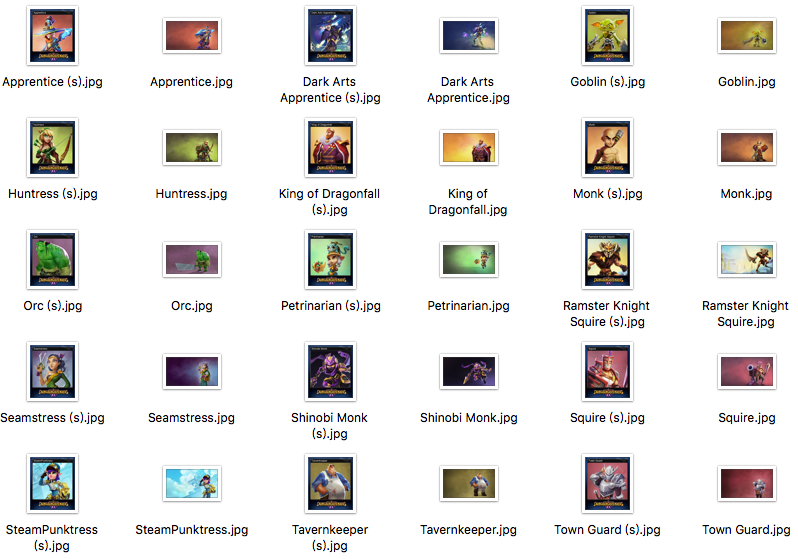 Apprentice (s).jpg
Apprentice.jpg
Dark Arts
Apprentice (s).jpg
Dark Arts
Apprentice.jpg
Goblin (s).jpg
Goblin.jpg
Huntress (s).jpg
Huntress.jpg
King of Dragonfall
(s).jpg
King of
Dragonfall.jpg
Monk (s).jpg
Monk.jpg
Orc (s).jpg
Orc.jpg
Petrinarian (s).jpg
Petrinarian.jpg
Ramster Knight
Squire (s).jpg
Ramster Knight
Squire.jpg
Seamstress (s).jpg
Seamstress.jpg
Shinobi Monk
(s).jpg
Shinobi Monk.jpg
Squire (s).jpg
Squire.jpg
SteamPunktress
(s).jpg
SteamPunktress.jpg
Tavernkeeper
(s).jpg
Tavernkeeper.jpg
Town Guard (s).jpg
Town Guard.jpg